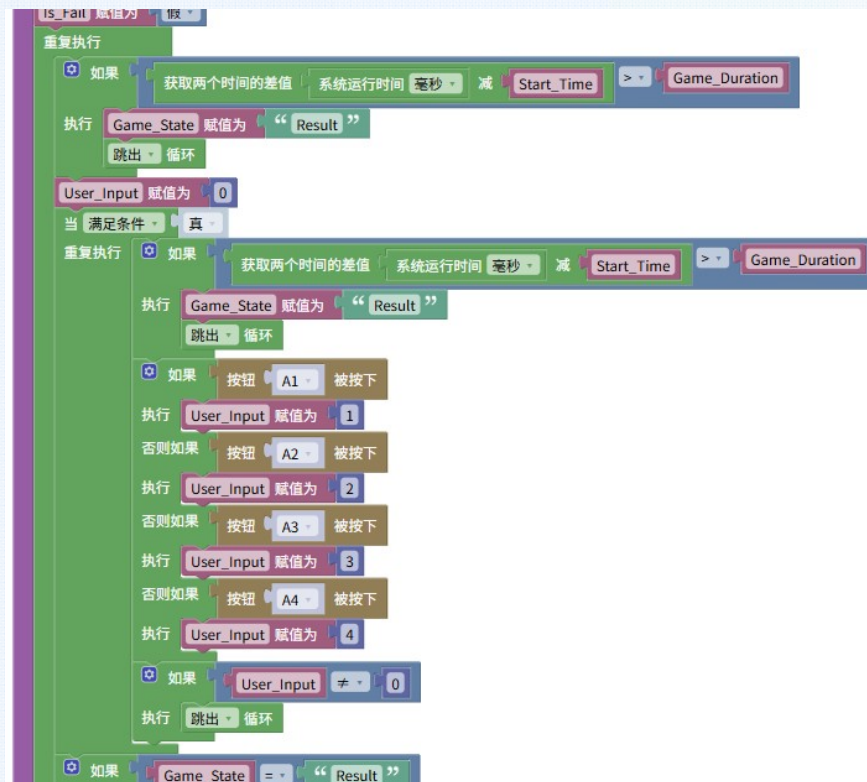 Is_Fail 赋值为 假
重复执行
如果 获取两个时间的差值 系统运行时间 毫秒 减 Start_Time > Game_Duration
执行 Game_State 赋值为 “ Result ”
跳出 循环
User_Input 赋值为 0
当 满足条件 真
重复执行 如果 获取两个时间的差值 系统运行时间 毫秒 减 Start_Time > Game_Duration
执行 Game_State 赋值为 “ Result ”
跳出 循环
如果 按钮 A1 被按下
执行 User_Input 赋值为 1
否则如果 按钮 A2 被按下
执行 User_Input 赋值为 2
否则如果 按钮 A3 被按下
执行 User_Input 赋值为 3
否则如果 按钮 A4 被按下
执行 User_Input 赋值为 4
如果 User_Input ≠ 0
执行 跳出 循环
如果 Game_State = “ Result ”